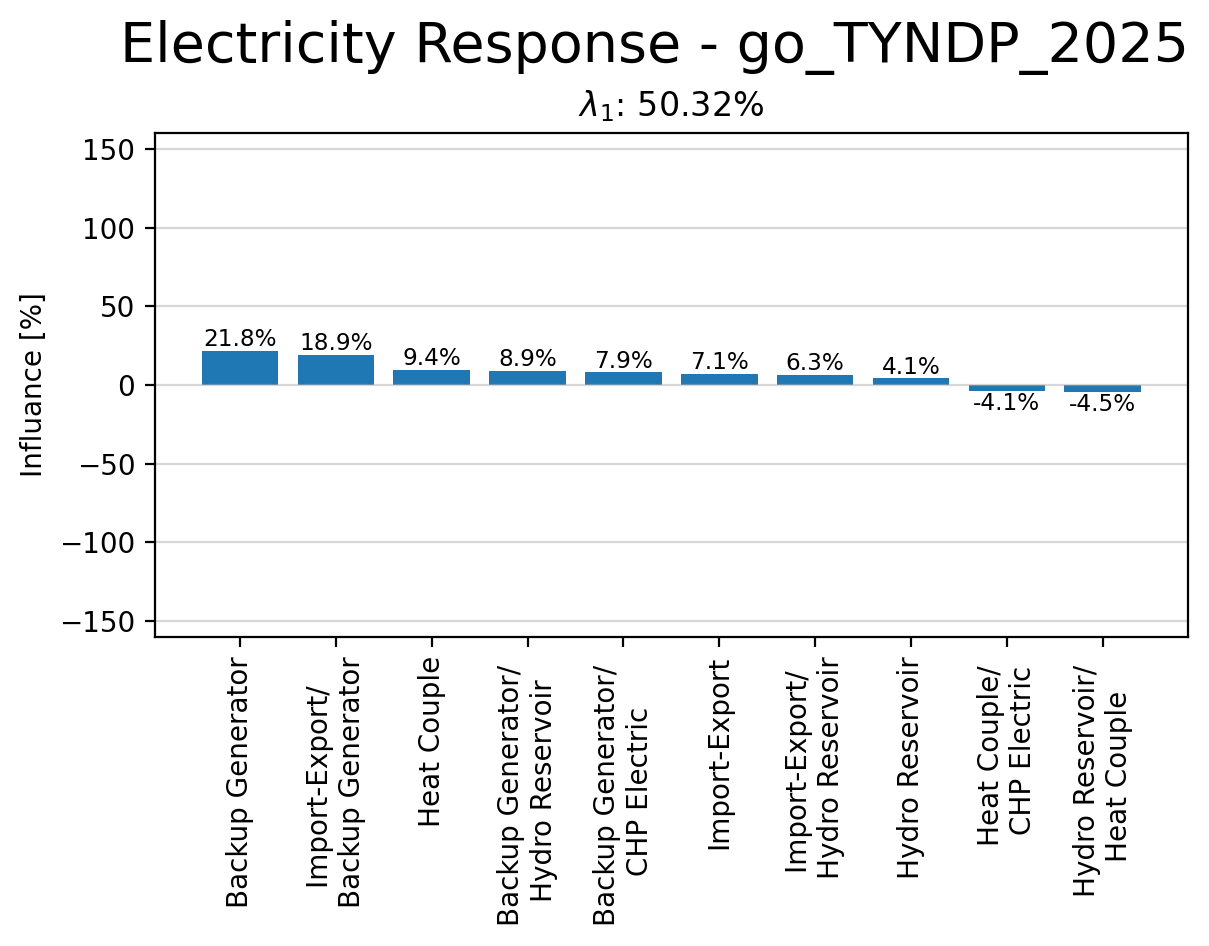 Electricity Response - go_TYNDP_2025
λ₁: 50.32%
Influance [%]
150
100
50
0
−50
−100
−150
21.8%
18.9%
9.4%
8.9%
7.9%
7.1%
6.3%
4.1%
-4.1%
-4.5%
Backup Generator
Import-Export/
Backup Generator
Heat Couple
Backup Generator/
Hydro Reservoir
Backup Generator/
CHP Electric
Import-Export
Import-Export/
Hydro Reservoir
Hydro Reservoir
Heat Couple/
CHP Electric
Hydro Reservoir/
Heat Couple